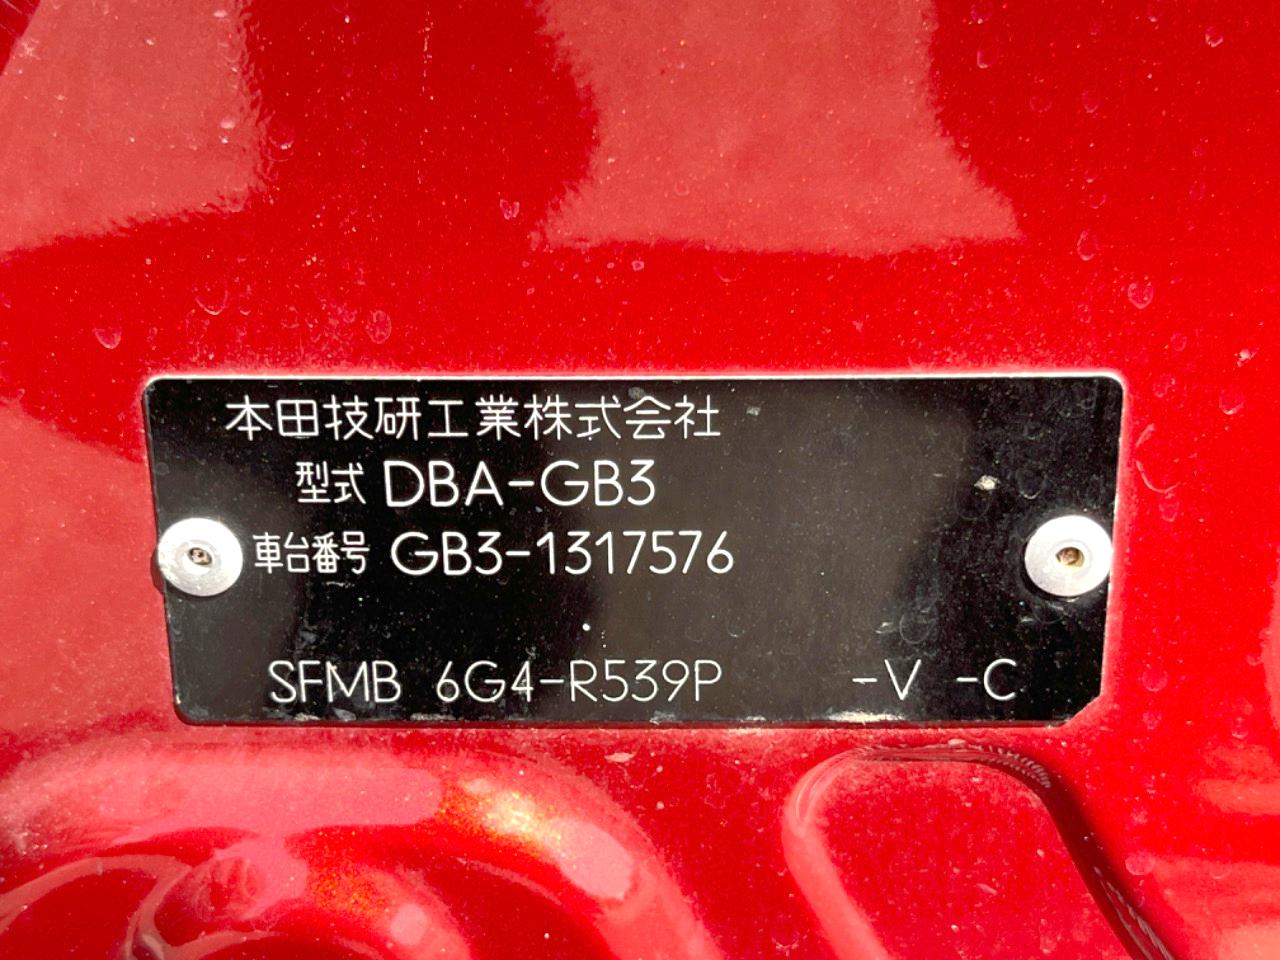 本田技研工業株式会社
型式 DBA-GB3
車台番号 GB3-1317576
SFMB 6G4-R539P -V -C